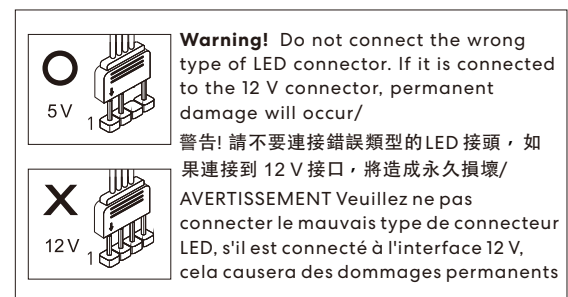 O
5V
1
Warning! Do not connect the wrong
type of LED connector. If it is connected
to the 12 V connector, permanent
damage will occur/
警告! 請不要連接錯誤類型的LED 接頭，如
果連接到 12 V 接口，將造成永久損壞/
X
12V
1
AVERTISSEMENT Veuillez ne pas
connecter le mauvais type de connecteur
LED, s'il est connecté à l'interface 12 V,
cela causera des dommages permanents